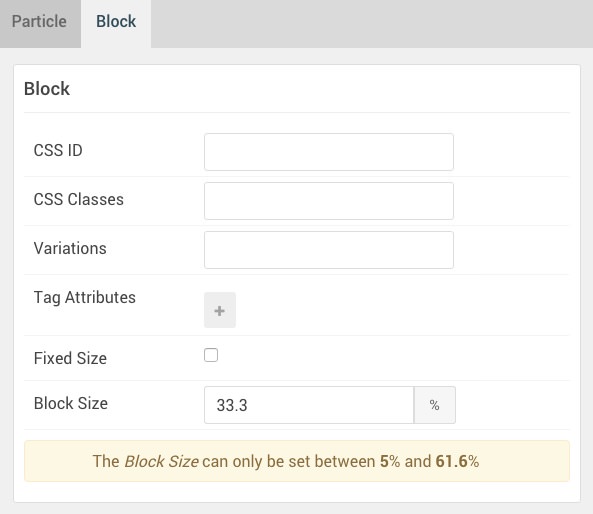 Particle Block
Block
CSS ID
CSS Classes
Variations
Tag Attributes
+
Fixed Size
Block Size 33.3 %
The Block Size can only be set between 5% and 61.6%